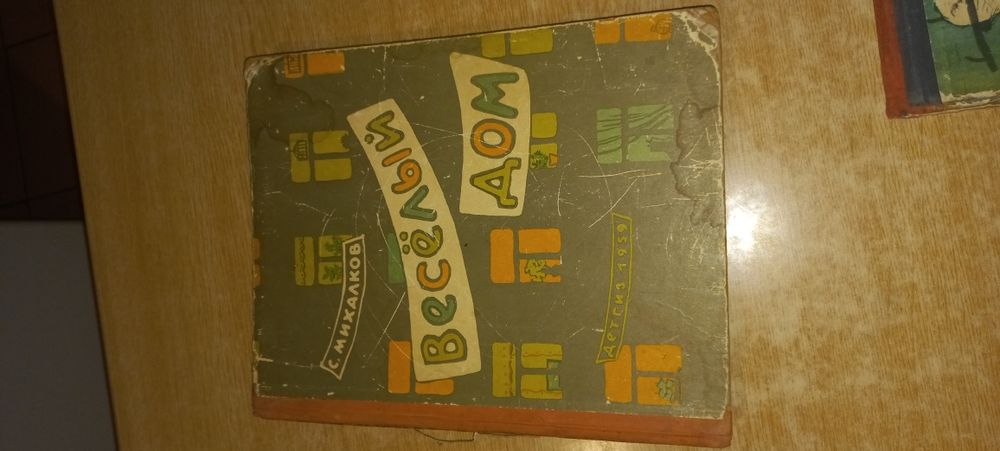 С. МИХАЛКОВ
ВЕСЁЛЫЙ
ДОМ
ДЕТГИЗ 1959